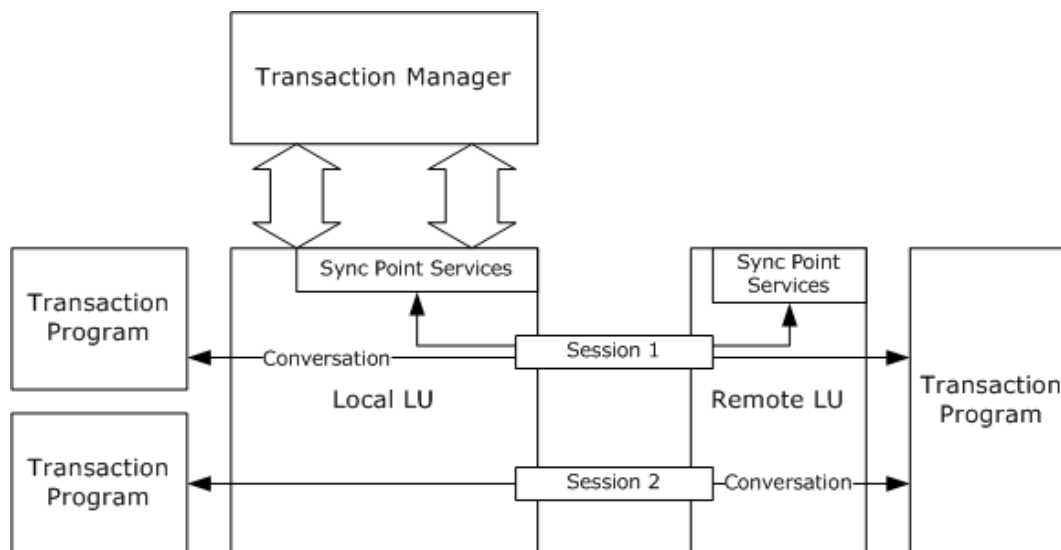 Transaction Manager
Sync Point Services
Sync Point
Services
Transaction
Program
Session 1
Conversation
Local LU
Remote LU
Transaction
Program
Transaction
Program
Session 2
Conversation